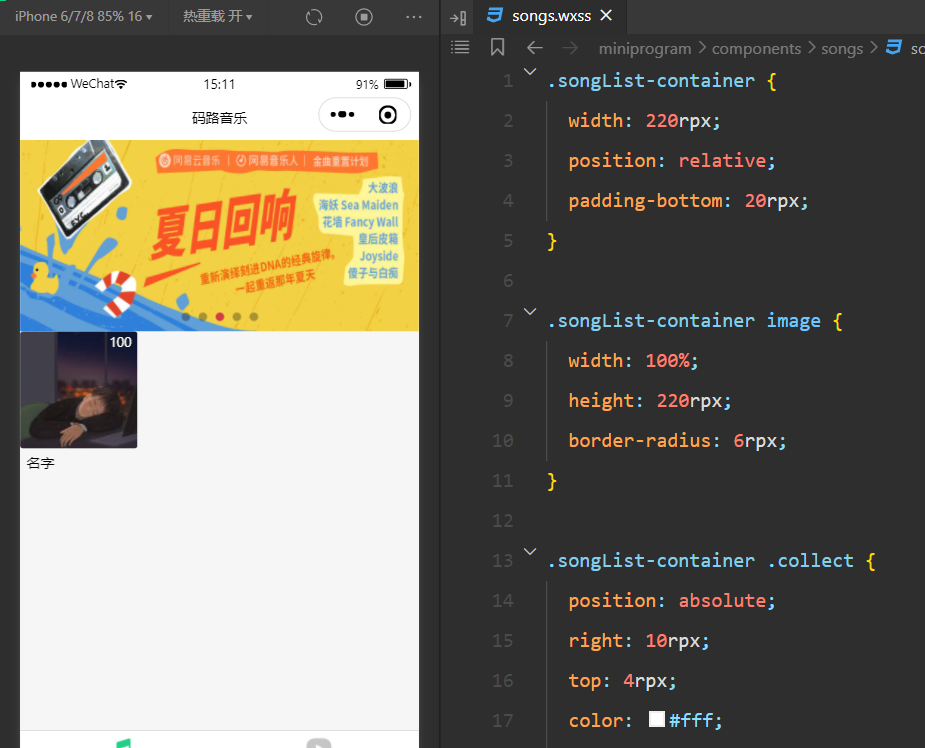 iPhone 6/7/8 85% 16
热重载 开
songs.wxss
miniprogram
components
songs
WeChat
15:11
91%
码路音乐
网易云音乐
网易音乐人
金曲重置计划
夏日回响
重新演绎刻进DNA的经典旋律,
一起重返那年夏天
大波浪
海妖 Sea Maiden
花墙 Fancy Wall
皇后皮箱
Joyside
傻子与白痴
100
名字
1 .songList-container {
2 width: 220rpx;
3 position: relative;
4 padding-bottom: 20rpx;
5 }
6
7 .songList-container image {
8 width: 100%;
9 height: 220rpx;
10 border-radius: 6rpx;
11 }
12
13 .songList-container .collect {
14 position: absolute;
15 right: 10rpx;
16 top: 4rpx;
17 color: #fff;